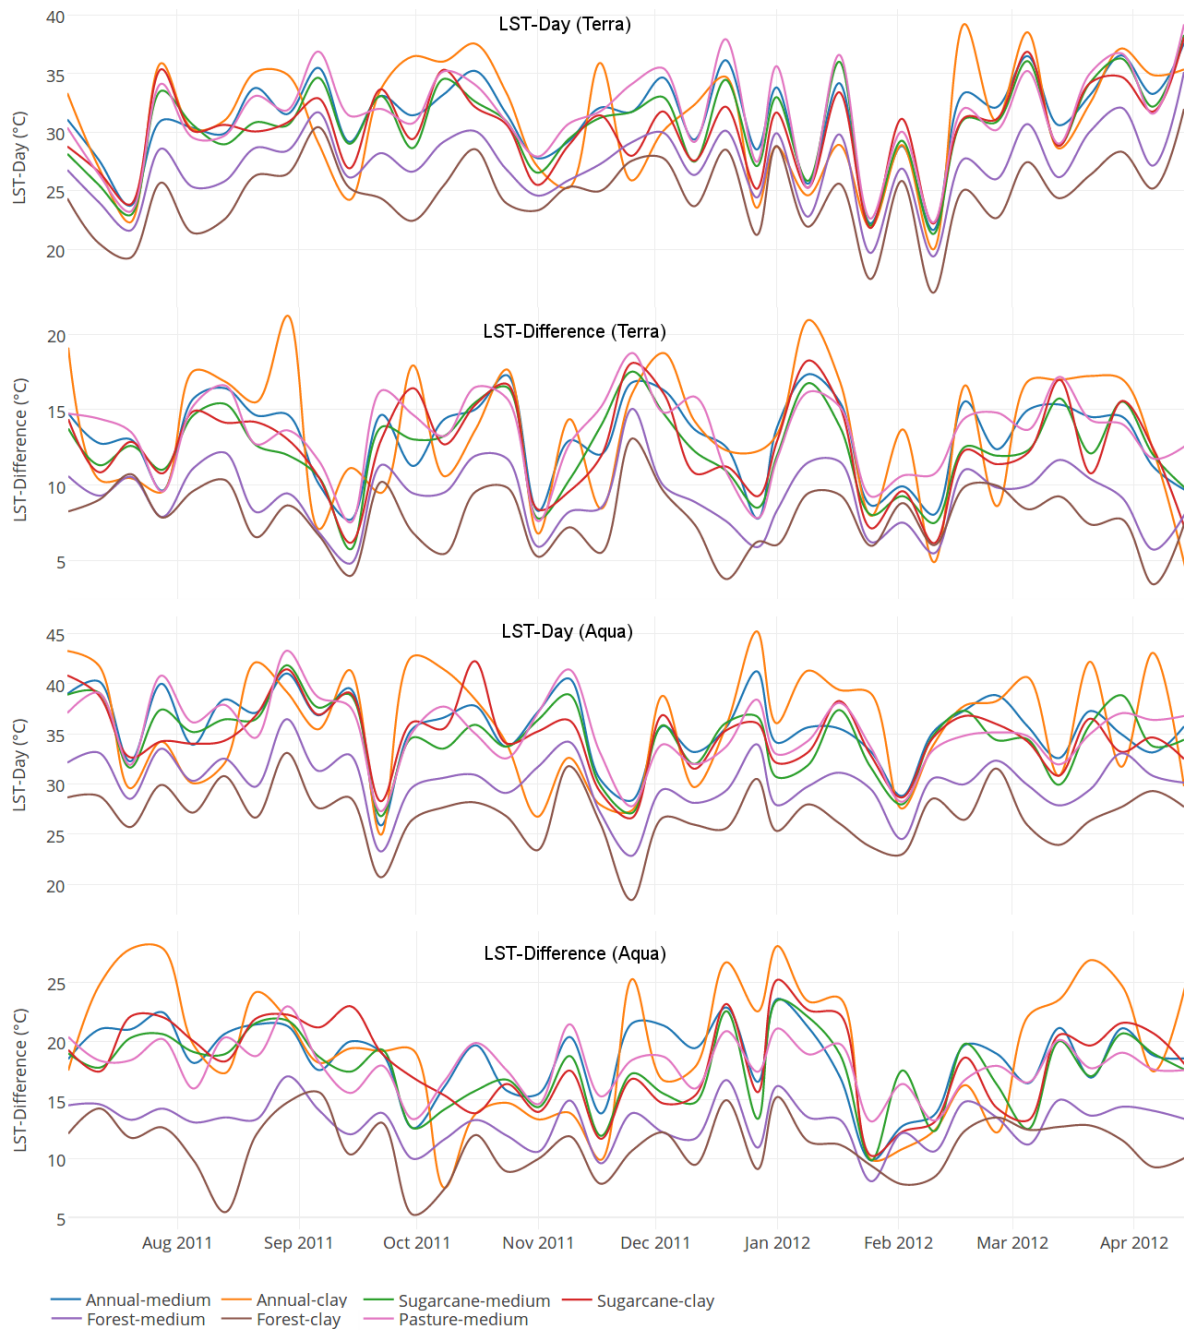 LST-Day (Terra)
LST-Day (°C)
40
35
30
25
20
LST-Difference (Terra)
LST-Difference (°C)
20
15
10
5
LST-Day (Aqua)
LST-Day (°C)
45
40
35
30
25
20
LST-Difference (Aqua)
LST-Difference (°C)
25
20
15
10
5
Aug 2011 Sep 2011 Oct 2011 Nov 2011 Dec 2011 Jan 2012 Feb 2012 Mar 2012 Apr 2012
Annual-medium Annual-clay Sugarcane-medium Sugarcane-clay
Forest-medium Forest-clay Pasture-medium